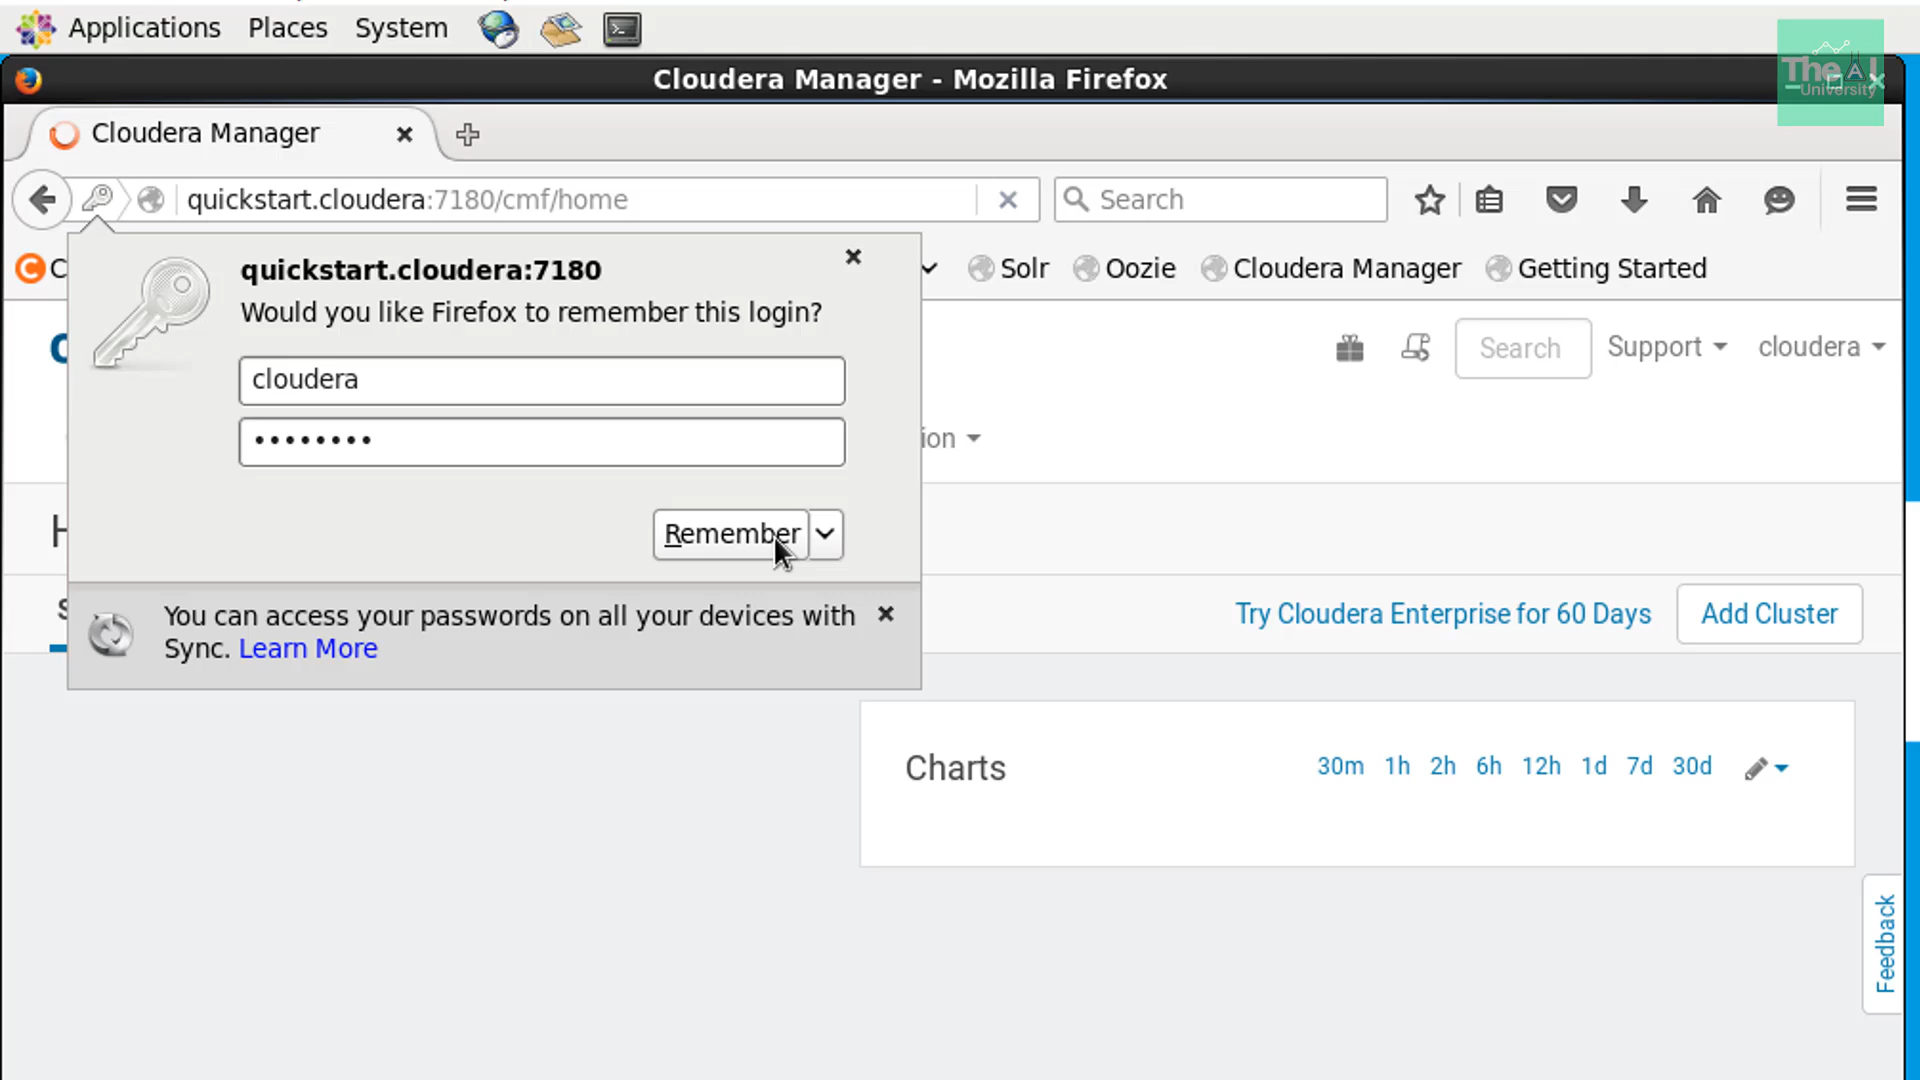 Applications Places System
Cloudera Manager - Mozilla Firefox
The AI
University
Cloudera Manager
quickstart.cloudera:7180/cmf/home
Search
C
Solr
Oozie
Cloudera Manager
Getting Started
quickstart.cloudera:7180
Would you like Firefox to remember this login?
cloudera
••••••••
Remember
You can access your passwords on all your devices with
Sync. Learn More
Search
Support
cloudera
ion
H
S
Try Cloudera Enterprise for 60 Days
Add Cluster
Charts
30m 1h 2h 6h 12h 1d 7d 30d
Feedback